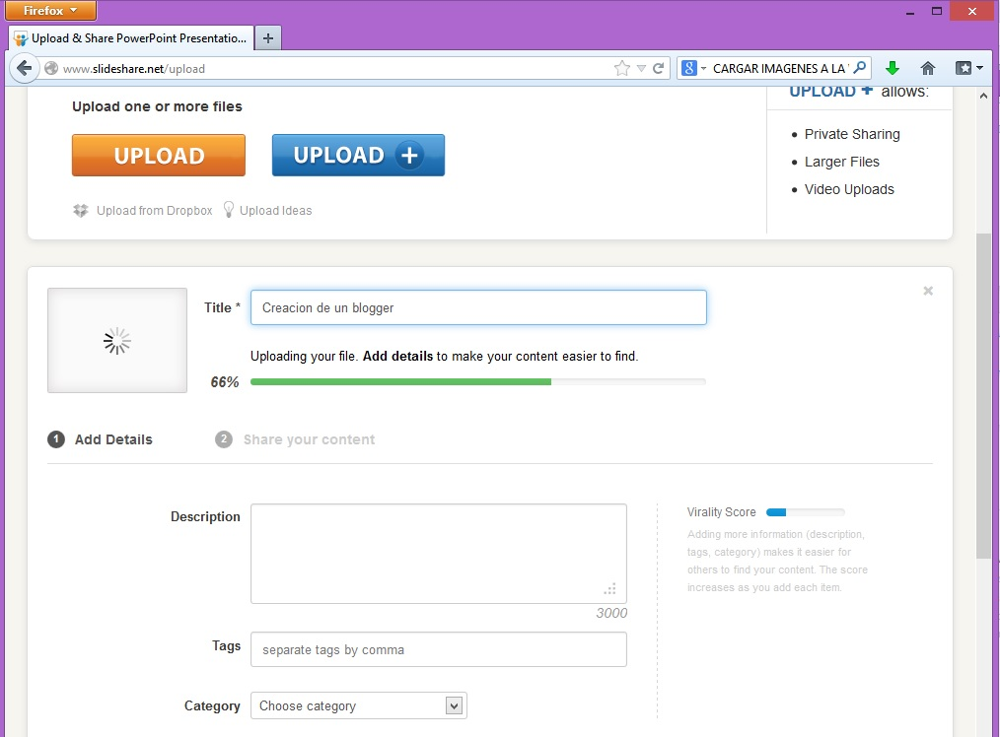 Firefox
Upload & Share PowerPoint Presentatio...
www.slideshare.net/upload
CARGAR IMAGENES A LA
Upload one or more files
UPLOAD
UPLOAD +
Upload from Dropbox
Upload Ideas
UPLOAD + allows:
Private Sharing
Larger Files
Video Uploads
Title *
Creacion de un blogger
Uploading your file. Add details to make your content easier to find.
66%
1 Add Details
2 Share your content
Description
3000
Tags
separate tags by comma
Category
Choose category
Virality Score
Adding more information (description,
tags, category) makes it easier for
others to find your content. The score
increases as you add each item.